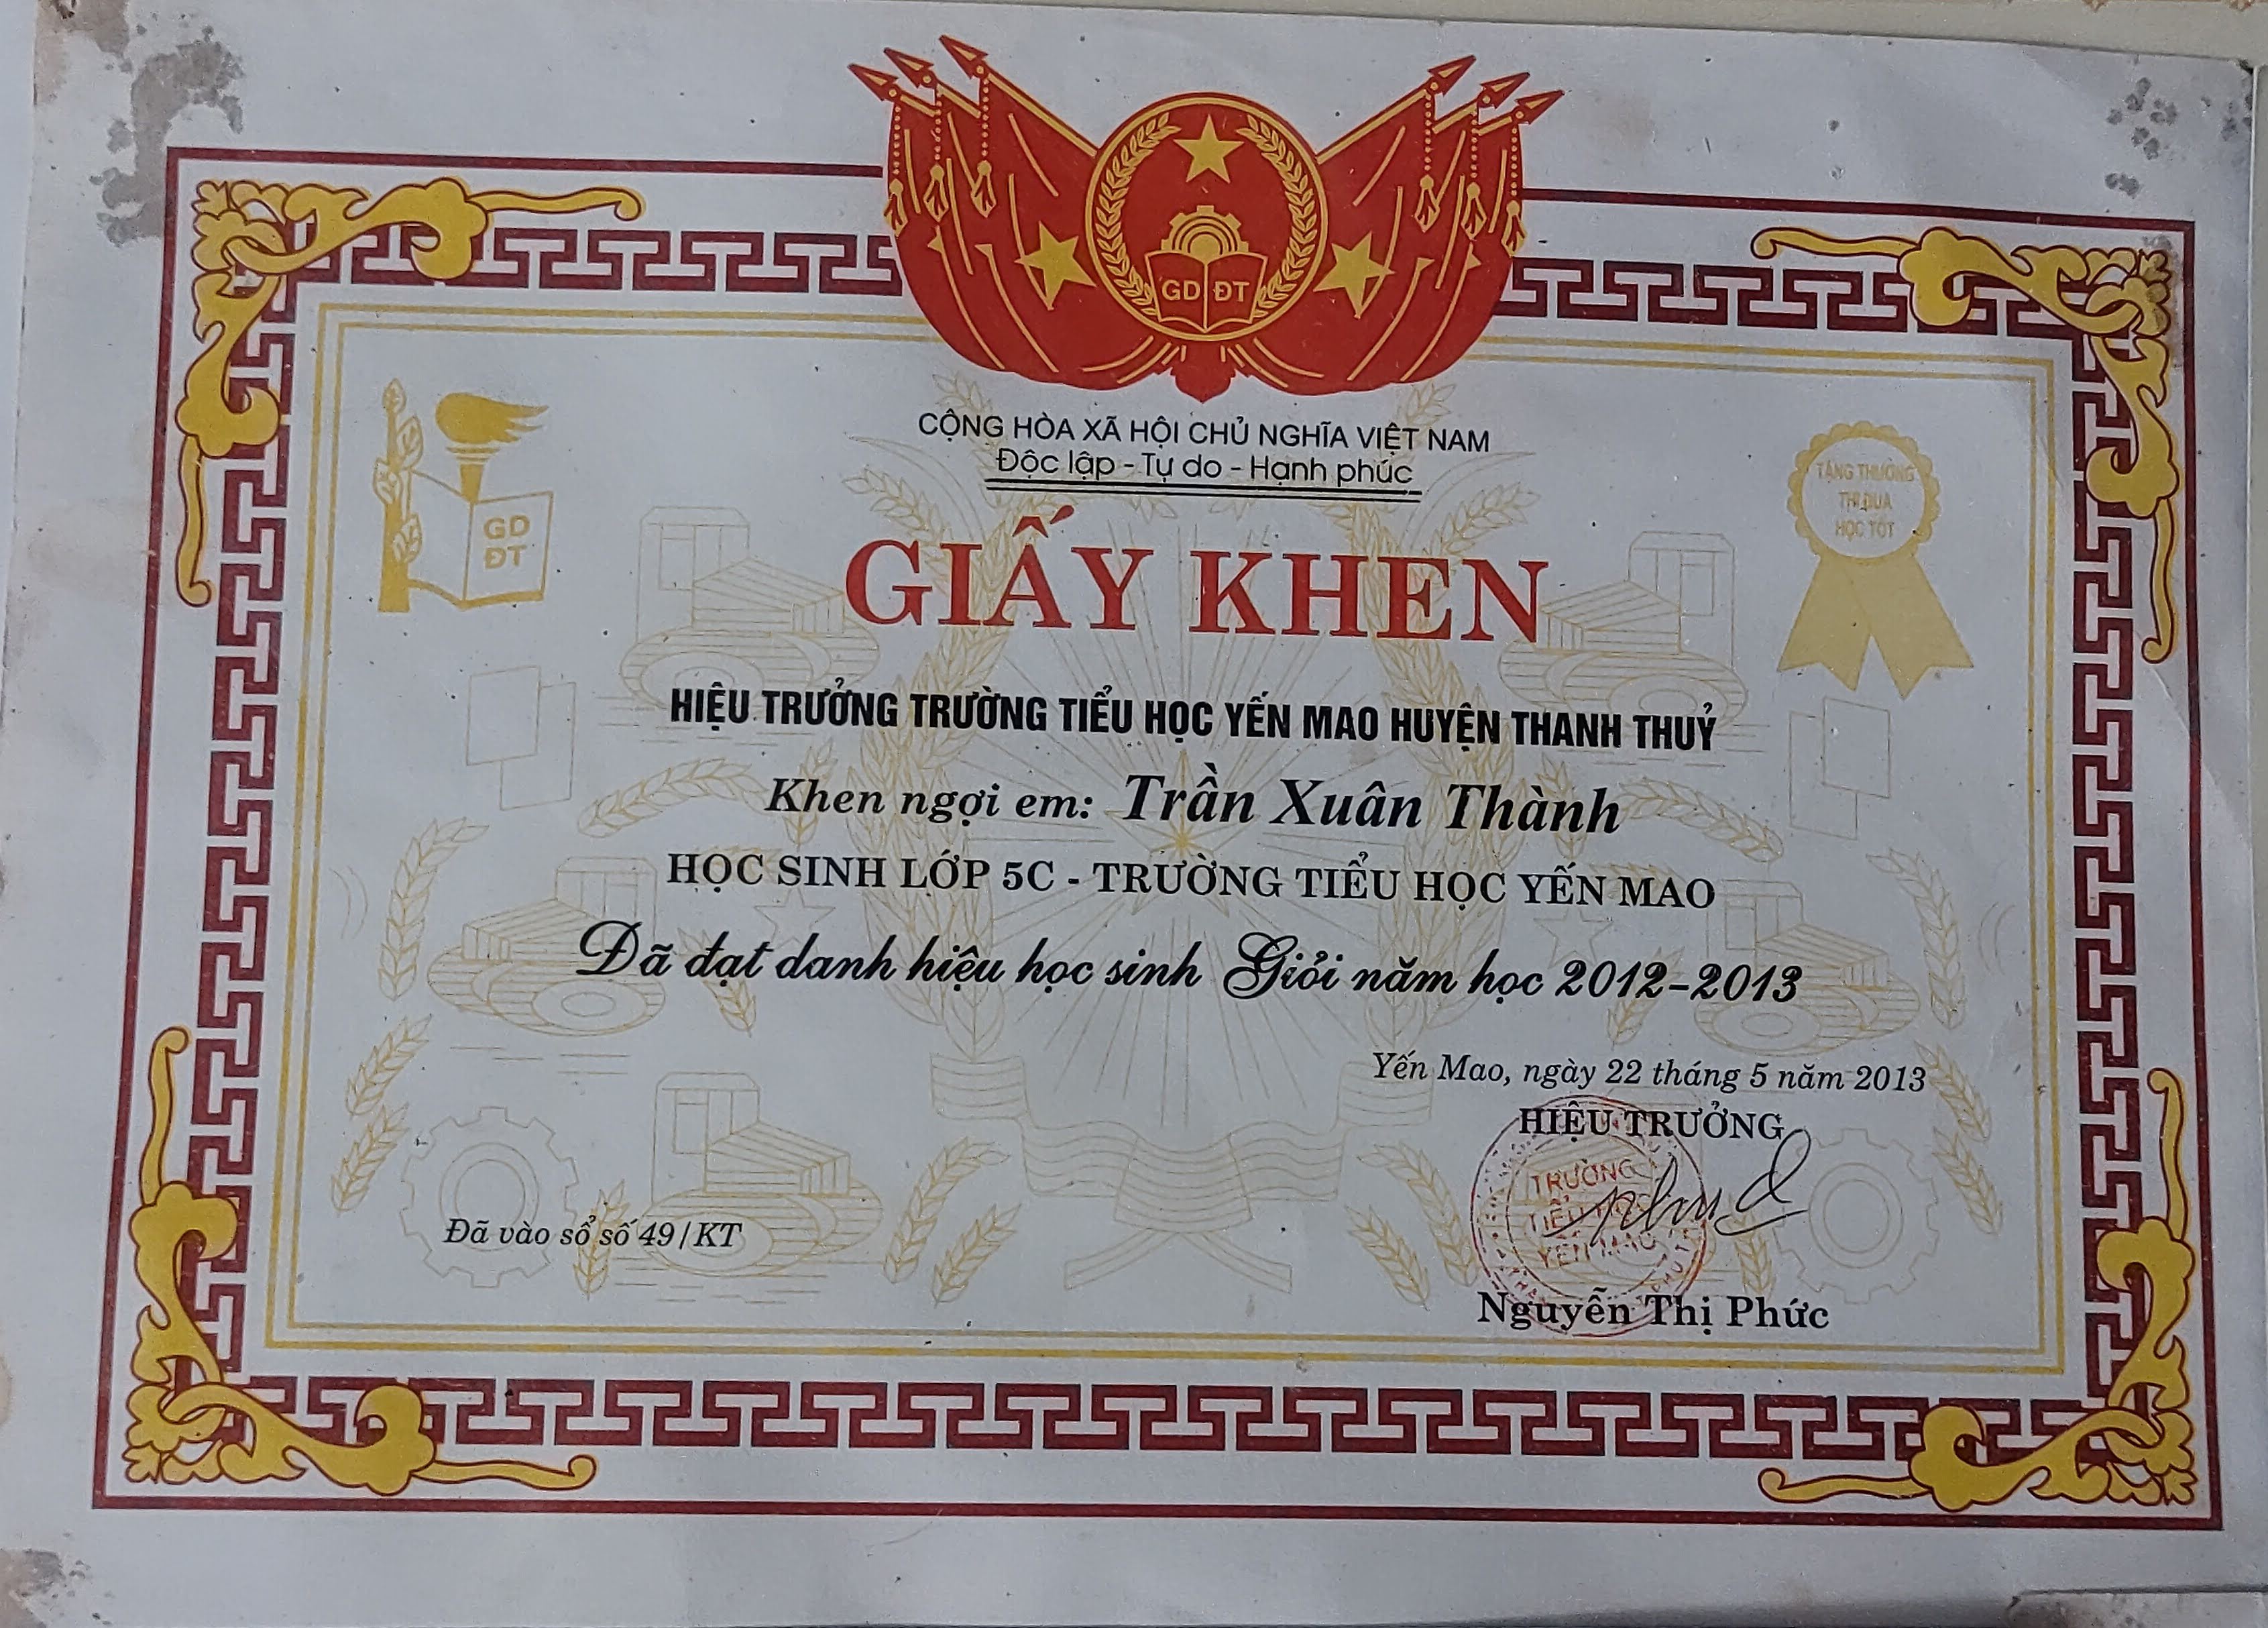 GD ĐT
CỘNG HÒA XÃ HỘI CHỦ NGHĨA VIỆT NAM
Độc lập - Tự do - Hạnh phúc
GD
ĐT
TẶNG THƯỞNG
THI ĐUA
HỌC TỐT
GIẤY KHEN
HIỆU TRƯỞNG TRƯỜNG TIỂU HỌC YẾN MAO HUYỆN THANH THUỶ
Khen ngợi em: Trần Xuân Thành
HỌC SINH LỚP 5C - TRƯỜNG TIỂU HỌC YẾN MAO
Đã đạt danh hiệu học sinh Giỏi năm học 2012-2013
Yến Mao, ngày 22 tháng 5 năm 2013
HIỆU TRƯỞNG
TRƯỜNG
TIỂU HỌC
YẾN MAO
Đã vào sổ số 49/KT
Nguyễn Thị Phức